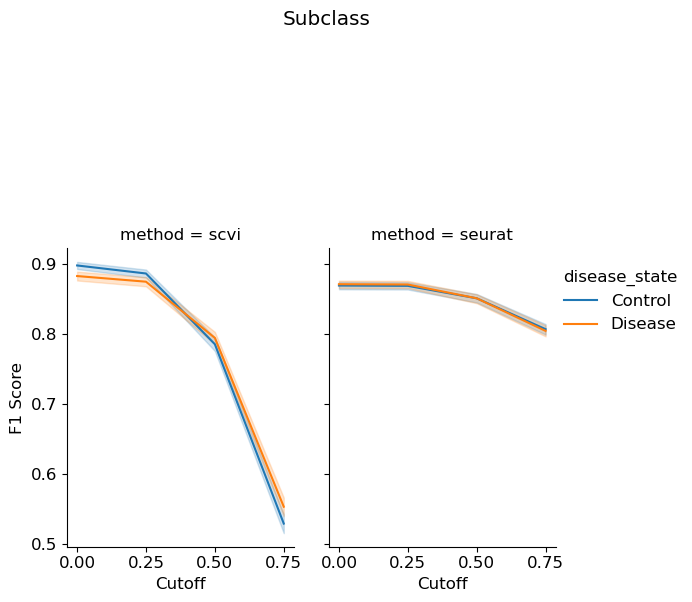 Subclass
method = scvi
method = seurat
disease_state
Control
Disease
F1 Score
0.9
0.8
0.7
0.6
0.5
0.00 0.25 0.50 0.75
0.00 0.25 0.50 0.75
Cutoff
Cutoff